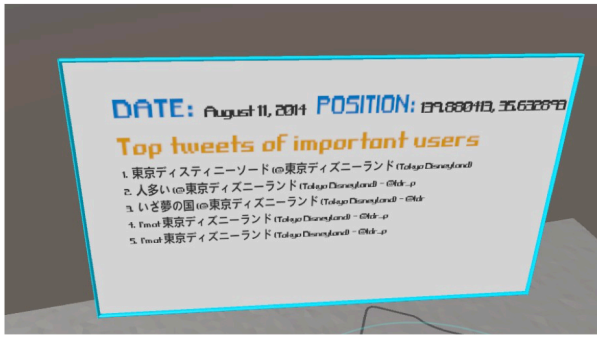 DATE: August 11, 2014 POSITION: 139.880413, 35.632893
Top tweets of important users
1. 東京ディスティニーソード (@東京ディズニーランド (Tokyo Disneyland)
2. 人多い (@東京ディズニーランド (Tokyo Disneyland) - @ldr_p
3. いざ夢の国 (@東京ディズニーランド (Tokyo Disneyland) - @ldr
4. I'm at 東京ディズニーランド (Tokyo Disneyland) - @ldr_p
5. I'm at 東京ディズニーランド (Tokyo Disneyland) - @ldr_p